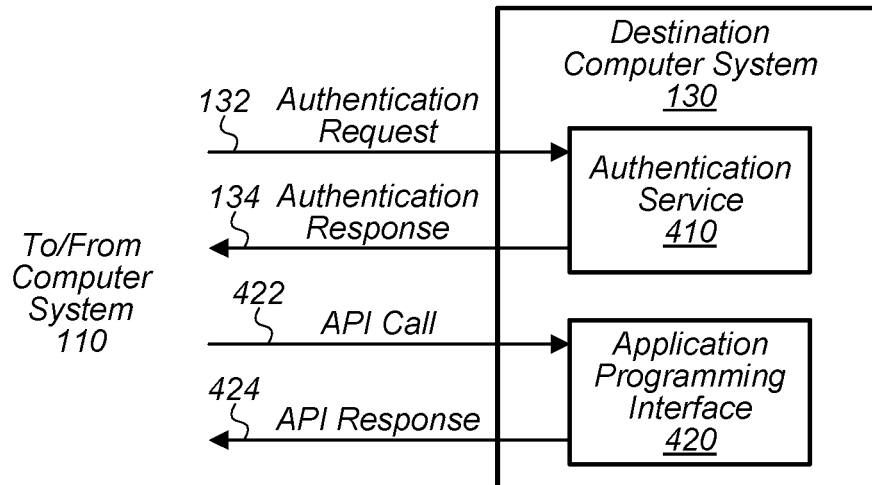 Destination
Computer System
130
132
Authentication
Request
Authentication
Service
410
134
Authentication
Response
To/From
Computer
System
110
422
API Call
Application
Programming
Interface
420
424
API Response